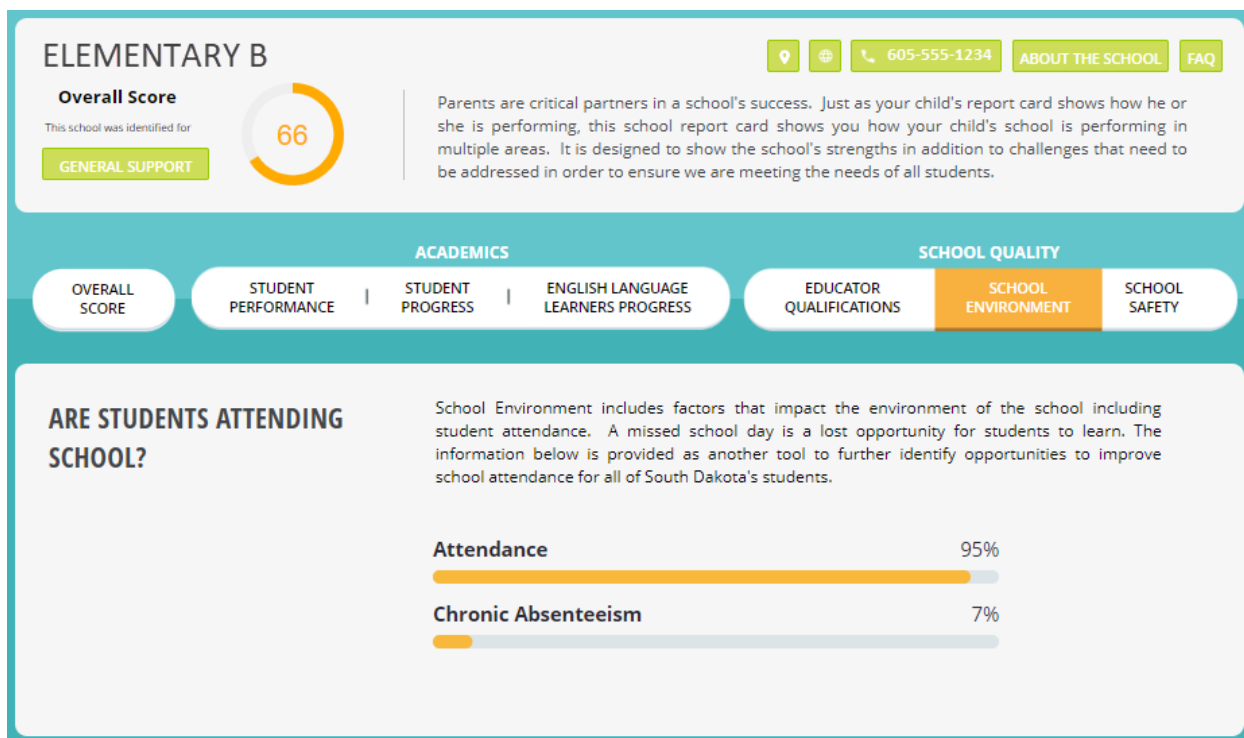 ELEMENTARY B
605-555-1234
ABOUT THE SCHOOL
FAQ
Overall Score
This school was identified for
GENERAL SUPPORT
66
Parents are critical partners in a school's success. Just as your child's report card shows how he or
she is performing, this school report card shows you how your child's school is performing in
multiple areas. It is designed to show the school's strengths in addition to challenges that need to
be addressed in order to ensure we are meeting the needs of all students.
ACADEMICS
SCHOOL QUALITY
OVERALL
SCORE
STUDENT
PERFORMANCE
STUDENT
PROGRESS
ENGLISH LANGUAGE
LEARNERS PROGRESS
EDUCATOR
QUALIFICATIONS
SCHOOL
ENVIRONMENT
SCHOOL
SAFETY
ARE STUDENTS ATTENDING
SCHOOL?
School Environment includes factors that impact the environment of the school including
student attendance. A missed school day is a lost opportunity for students to learn. The
information below is provided as another tool to further identify opportunities to improve
school attendance for all of South Dakota's students.
Attendance 95%
Chronic Absenteeism 7%